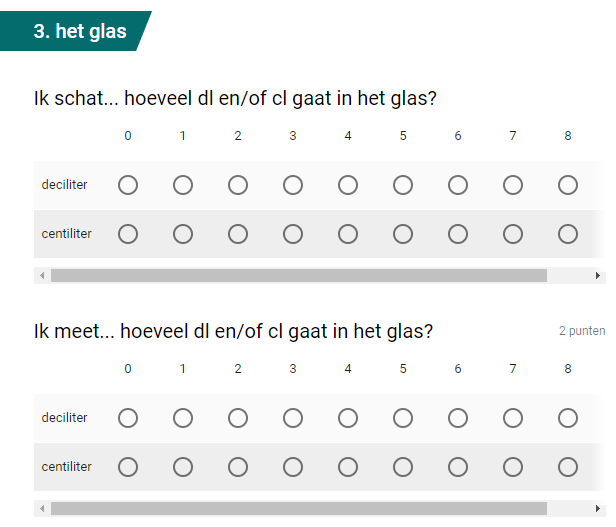 3. het glas
Ik schat... hoeveel dl en/of cl gaat in het glas?
0 1 2 3 4 5 6 7 8
deciliter
centiliter
Ik meet... hoeveel dl en/of cl gaat in het glas?
2 punten
0 1 2 3 4 5 6 7 8
deciliter
centiliter